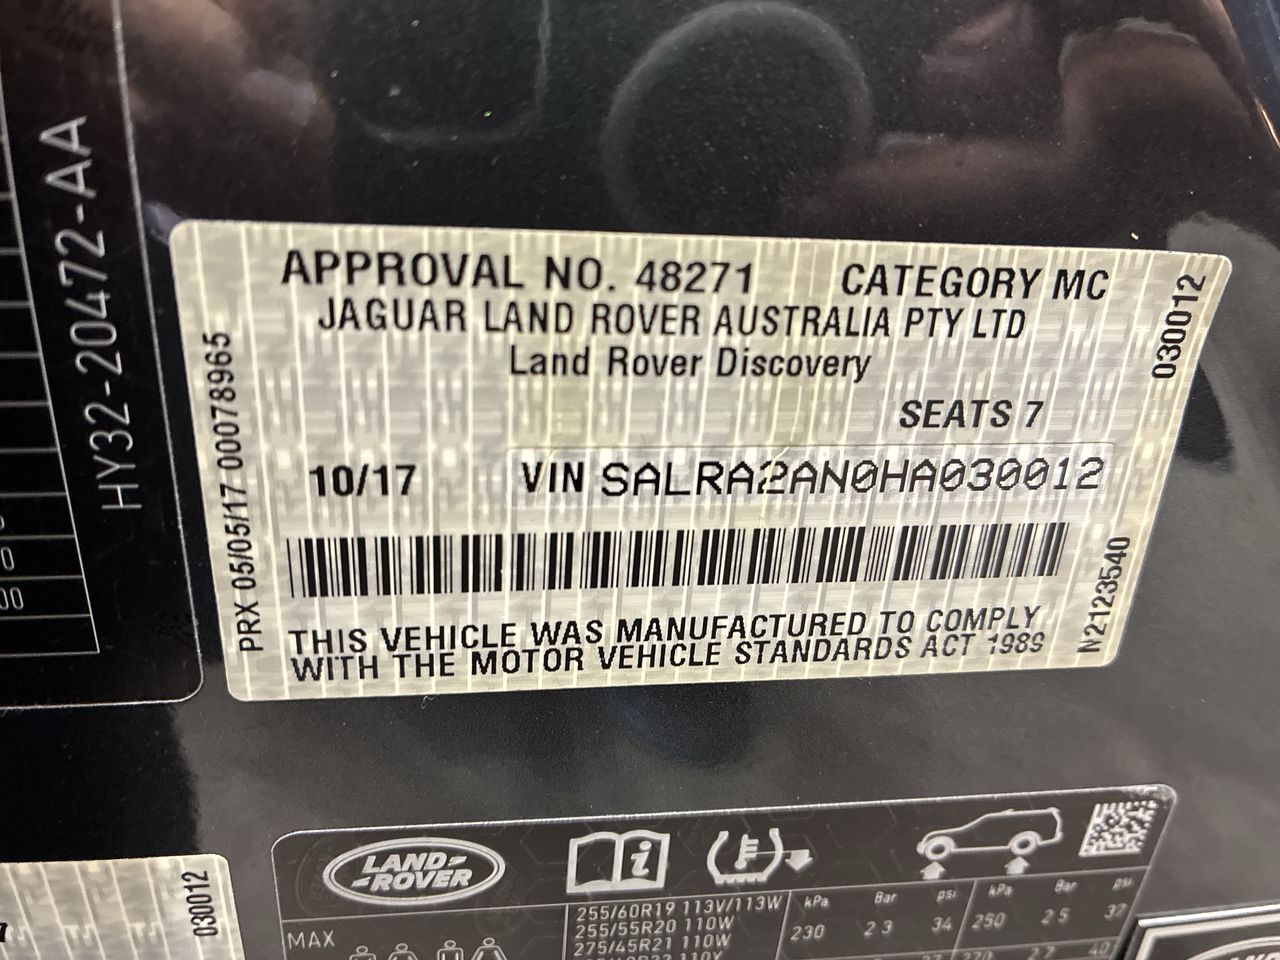 HY32-20472-AA
APPROVAL NO. 48271 CATEGORY MC
JAGUAR LAND ROVER AUSTRALIA PTY LTD
Land Rover Discovery
SEATS 7
10/17 VIN SALRA2AN0HA030012
THIS VEHICLE WAS MANUFACTURED TO COMPLY
WITH THE MOTOR VEHICLE STANDARDS ACT 1989
PRX 05/05/17 00078965
030012
N2123540
030012
LAND-
-ROVER
MAX
255/60R19 113V/113W
255/55R20 110W
275/45R21 110W
kPa Bar psi kPa Bar psi
230 2 3 34 250 2 5 37